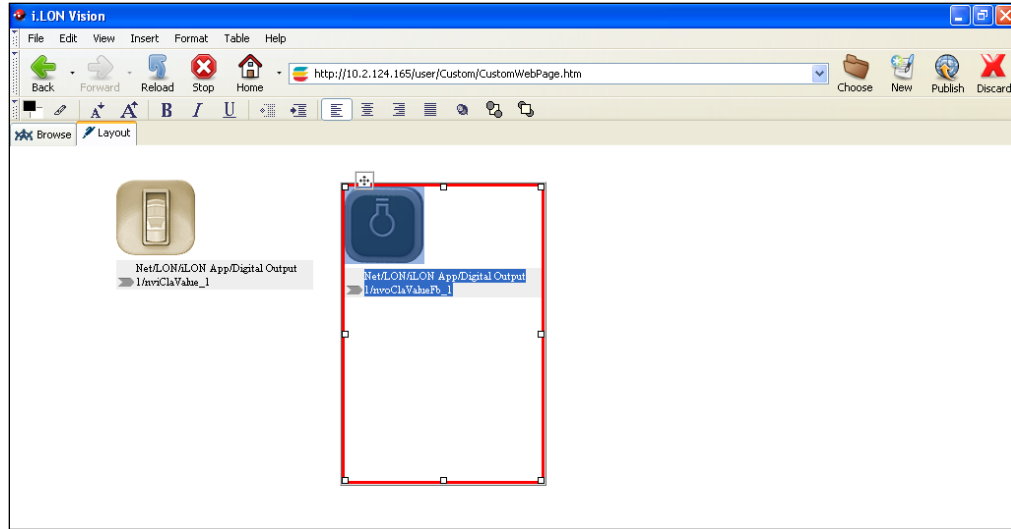 i.LON Vision
File Edit View Insert Format Table Help
Back Forward Reload Stop Home http://10.2.124.165/user/Custom/CustomWebPage.htm Choose New Publish Discard
A A B I U
Browse Layout
Net/LON/iLON App/Digital Output
1/nviClaValue_1
Net/LON/iLON App/Digital Output
1/nvoClaValueFb_1